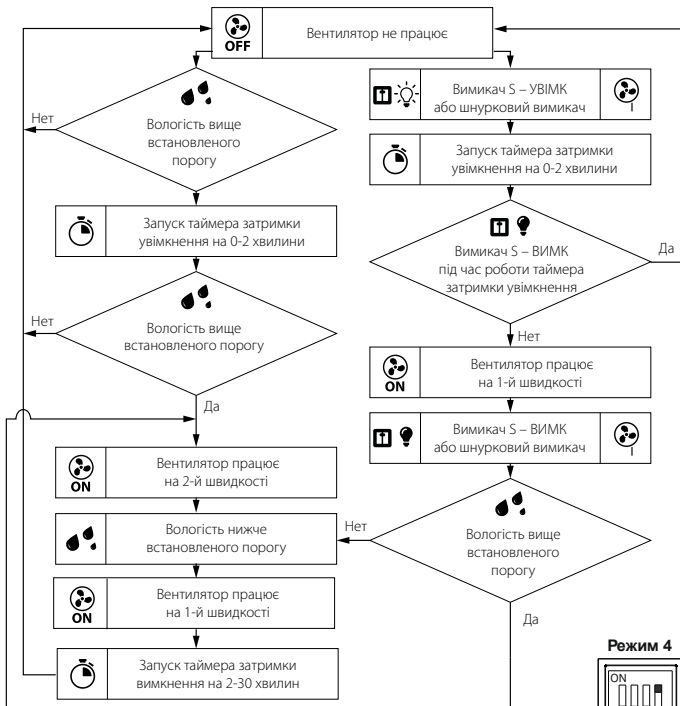 OFF
Вентилятор не працює
Вологість вище
встановленого
порогу
Нет
Запуск таймера затримки
увімкнення на 0-2 хвилини
Вологість вище
встановленого порогу
Нет
Да
ON
Вентилятор працює
на 2-й швидкості
Вологість нижче
встановленого порогу
ON
Вентилятор працює
на 1-й швидкості
Запуск таймера затримки
вимкнення на 2-30 хвилин
Вимикач S – УВІМК
або шнурковий вимикач
Запуск таймера затримки
увімкнення на 0-2 хвилини
Вимикач S – ВИМК
під час роботи таймера
затримки увімкнення
Да
Нет
ON
Вентилятор працює
на 1-й швидкості
Вимикач S – ВИМК
або шнурковий вимикач
Вологість вище
встановленого
порогу
Нет
Да
Режим 4
ON